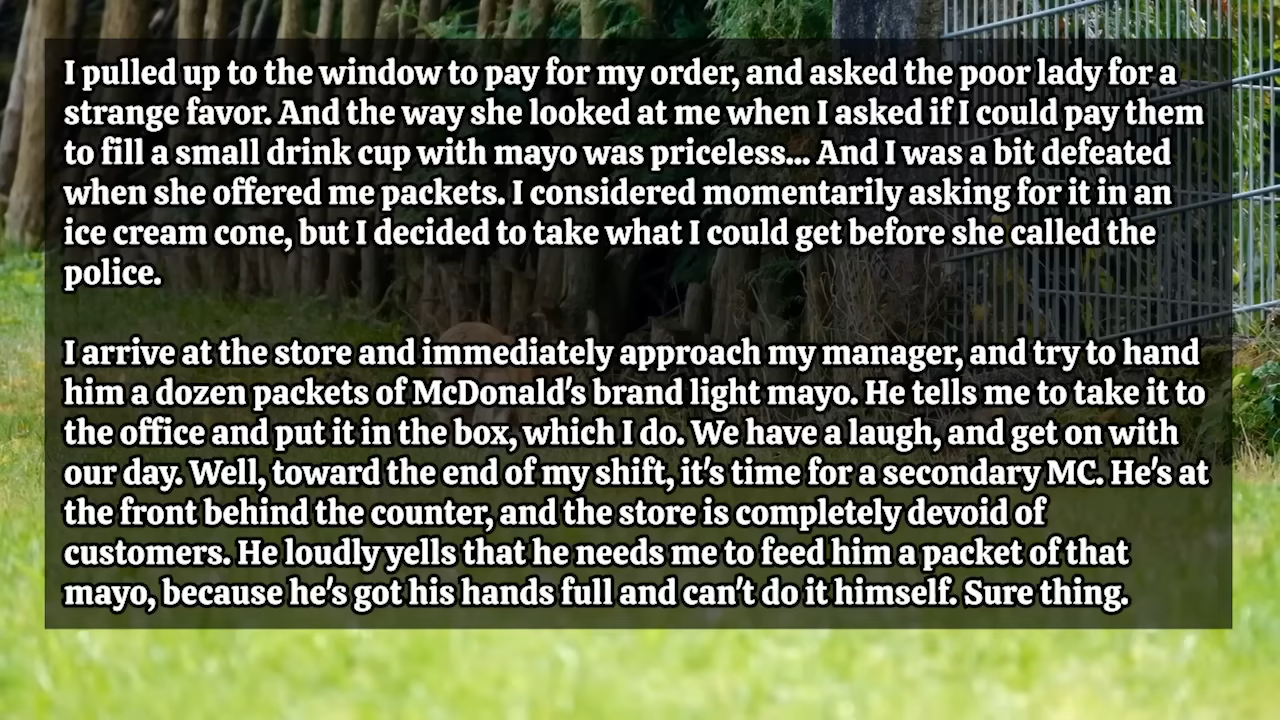 I pulled up to the window to pay for my order, and asked the poor lady for a
strange favor. And the way she looked at me when I asked if I could pay them
to fill a small drink cup with mayo was priceless... And I was a bit defeated
when she offered me packets. I considered momentarily asking for it in an
ice cream cone, but I decided to take what I could get before she called the
police.

I arrive at the store and immediately approach my manager, and try to hand
him a dozen packets of McDonald's brand light mayo. He tells me to take it to
the office and put it in the box, which I do. We have a laugh, and get on with
our day. Well, toward the end of my shift, it's time for a secondary MC. He's at
the front behind the counter, and the store is completely devoid of
customers. He loudly yells that he needs me to feed him a packet of that
mayo, because he's got his hands full and can't do it himself. Sure thing.